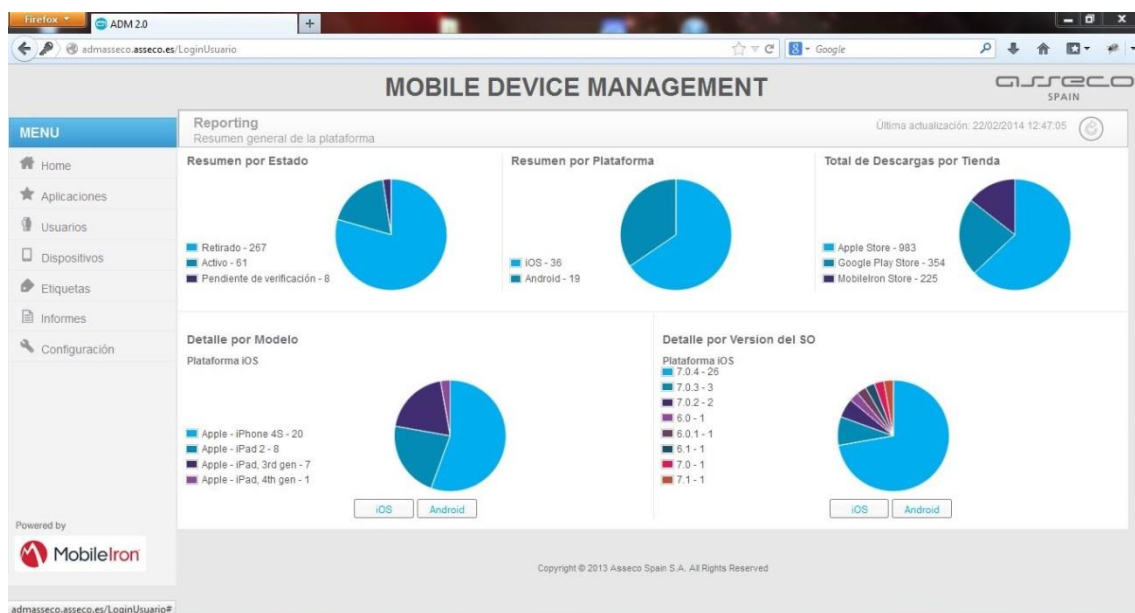 Firefox
ADM 2.0
admasseco.asseco.es/LoginUsuario
Google
MOBILE DEVICE MANAGEMENT
asseco
SPAIN
MENU
Home
Aplicaciones
Usuarios
Dispositivos
Etiquetas
Informes
Configuración
Powered by
MobileIron
Reporting
Resumen general de la plataforma
Última actualización: 22/02/2014 12:47:05
Resumen por Estado
Retirado - 267
Activo - 61
Pendiente de verificación - 8
Resumen por Plataforma
iOS - 36
Android - 19
Total de Descargas por Tienda
Apple Store - 983
Google Play Store - 354
MobileIron Store - 225
Detalle por Modelo
Plataforma iOS
Apple - iPhone 4S - 20
Apple - iPad 2 - 8
Apple - iPad, 3rd gen - 7
Apple - iPad, 4th gen - 1
iOS
Android
Detalle por Version del SO
Plataforma iOS
7.0.4 - 26
7.0.3 - 3
7.0.2 - 2
6.0 - 1
6.0.1 - 1
6.1 - 1
7.0 - 1
7.1 - 1
iOS
Android
Copyright © 2013 Asseco Spain S.A. All Rights Reserved
admasseco.asseco.es/LoginUsuario#